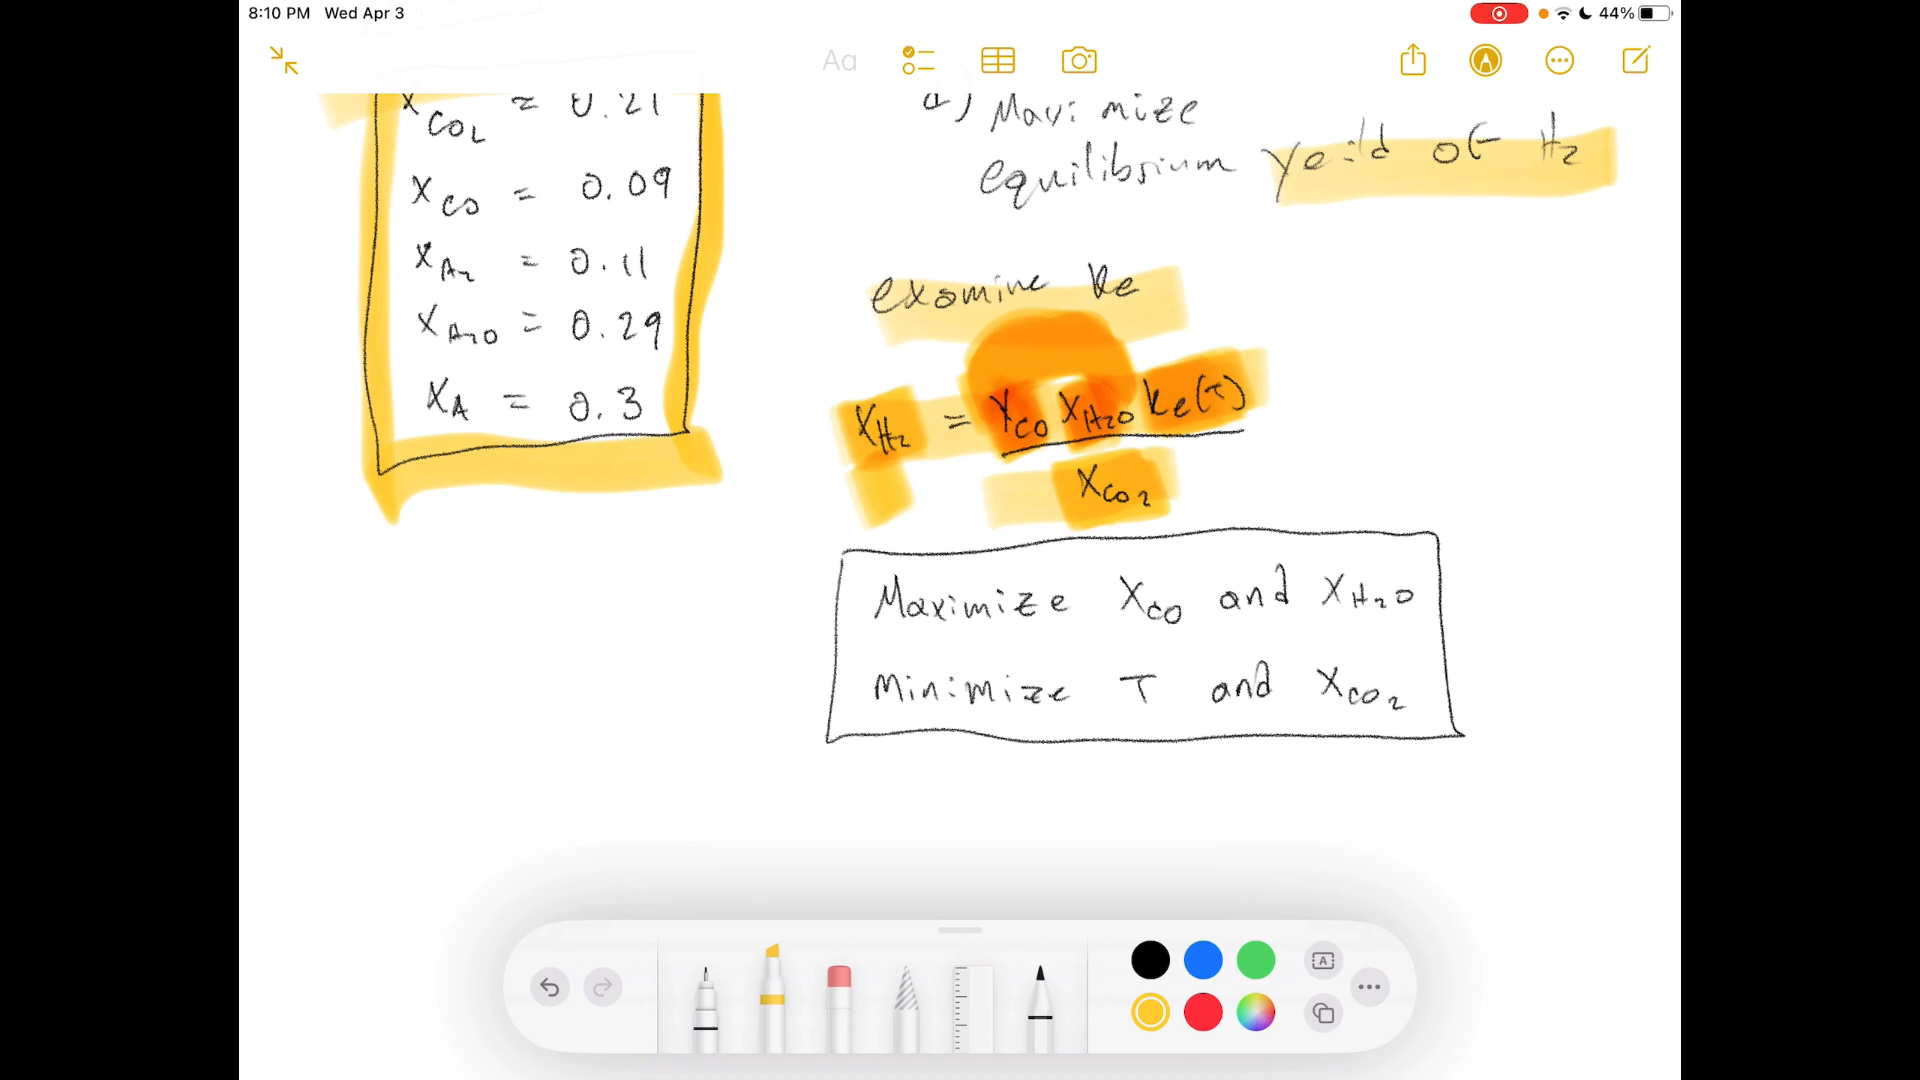 8:10 PM Wed Apr 3
44%
Aa
X CO2 = 0.21
X CO = 0.09
X H2 = 0.11
X H2O = 0.29
X A = 0.3
d) Maximize
equilibrium yeild of H2
examine ke
X H2 = X CO X H2O ke(T)
X CO2
Maximize X CO and X H2O
Minimize T and X CO2
A